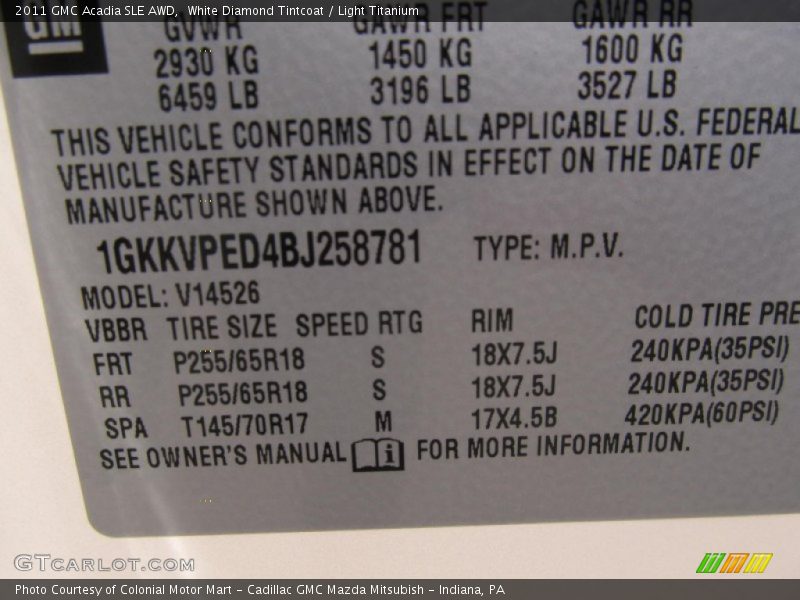 2011 GMC Acadia SLE AWD,  White Diamond Tintcoat / Light Titanium
GM
GVWR GAWR FRT GAWR RR
2930 KG 1450 KG 1600 KG
6459 LB 3196 LB 3527 LB
THIS VEHICLE CONFORMS TO ALL APPLICABLE U.S. FEDERAL
VEHICLE SAFETY STANDARDS IN EFFECT ON THE DATE OF
MANUFACTURE SHOWN ABOVE.
1GKKVPED4BJ258781 TYPE: M.P.V.
MODEL: V14526
VBBR TIRE SIZE SPEED RTG RIM COLD TIRE PRE
FRT P255/65R18 S 18X7.5J 240KPA(35PSI)
RR P255/65R18 S 18X7.5J 240KPA(35PSI)
SPA T145/70R17 M 17X4.5B 420KPA(60PSI)
SEE OWNER'S MANUAL i FOR MORE INFORMATION.
GTCARLOT.COM
Photo Courtesy of Colonial Motor Mart - Cadillac GMC Mazda Mitsubish - Indiana, PA